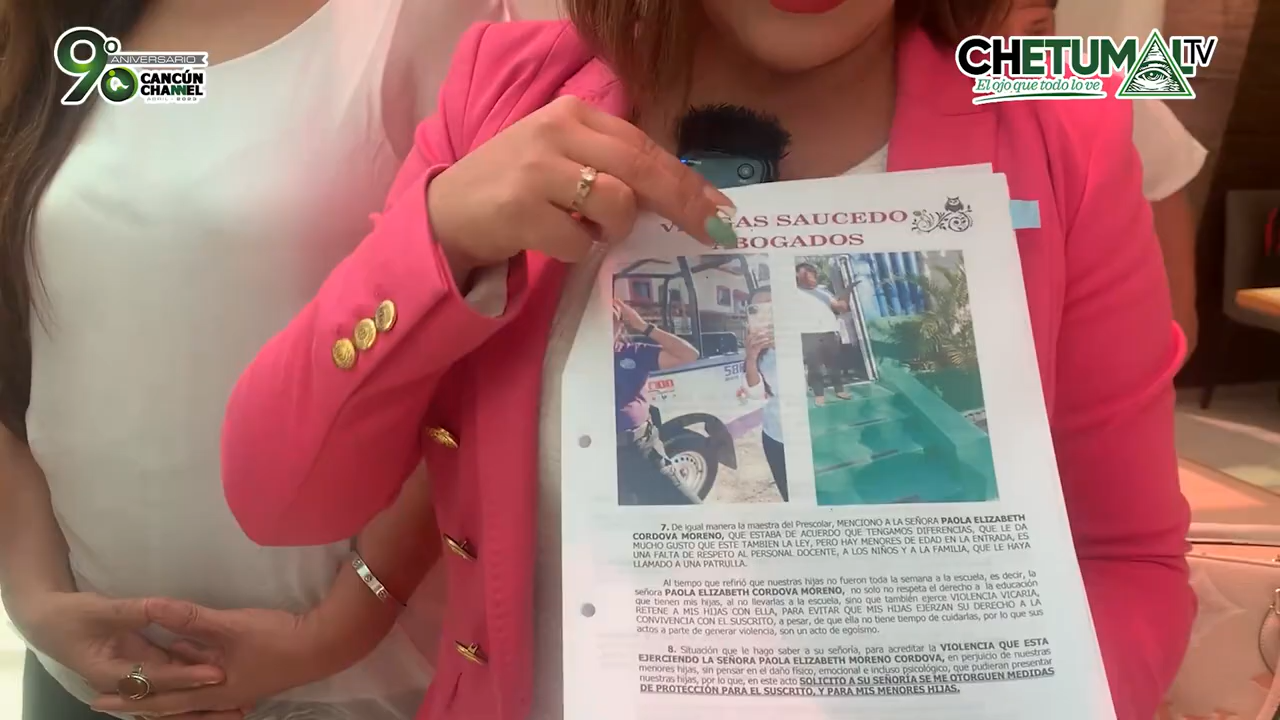 9º
ANIVERSARIO
CANCÚN
CHANNEL
ABRIL - 2023
CHETUMAL TV
El ojo que todo lo ve
GAS SAUCEDO
ABOGADOS
7. De igual manera la maestra del Prescolar, MENCIONO A LA SEÑORA PAOLA ELIZABETH
CORDOVA MORENO, QUE ESTABA DE ACUERDO QUE TENGAMOS DIFERENCIAS, QUE LE DA
MUCHO GUSTO QUE ESTE TAMBIEN LA LEY, PERO HAY MENORES DE EDAD EN LA ENTRADA, ES
UNA FALTA DE RESPETO AL PERSONAL DOCENTE, A LOS NIÑOS Y A LA FAMILIA, QUE LE HAYA
LLAMADO A UNA PATRULLA.
Al tiempo que refirió que nuestras hijas no fueron toda la semana a la escuela, es decir, la
señora PAOLA ELIZABETH CORDOVA MORENO, no solo no respeta el derecho a la educación
que tienen mis hijas, al no llevarlas a la escuela, sino que también ejerce VIOLENCIA VICARIA,
RETENE A MIS HIJAS CON ELLA, PARA EVITAR QUE MIS HIJAS EJERZAN SU DERECHO A LA
CONVIVENCIA CON EL SUSCRITO, a pesar, de que ella no tiene tiempo de cuidarlas, por lo que sus
actos a parte de generar violencia, son un acto de egoísmo.
8. Situación que le hago saber a su señoría, para acreditar la VIOLENCIA QUE ESTA
EJERCIENDO LA SEÑORA PAOLA ELIZABETH MORENO CORDOVA, en perjuicio de nuestras
menores hijas, sin pensar en el daño físico, emocional e incluso psicológico, que pudieran presentar
nuestras hijas, por lo que, en este acto SOLICITO A SU SEÑORÍA SE ME OTORGUEN MEDIDAS
DE PROTECCIÓN PARA EL SUSCRITO, Y PARA MIS MENORES HIJAS.